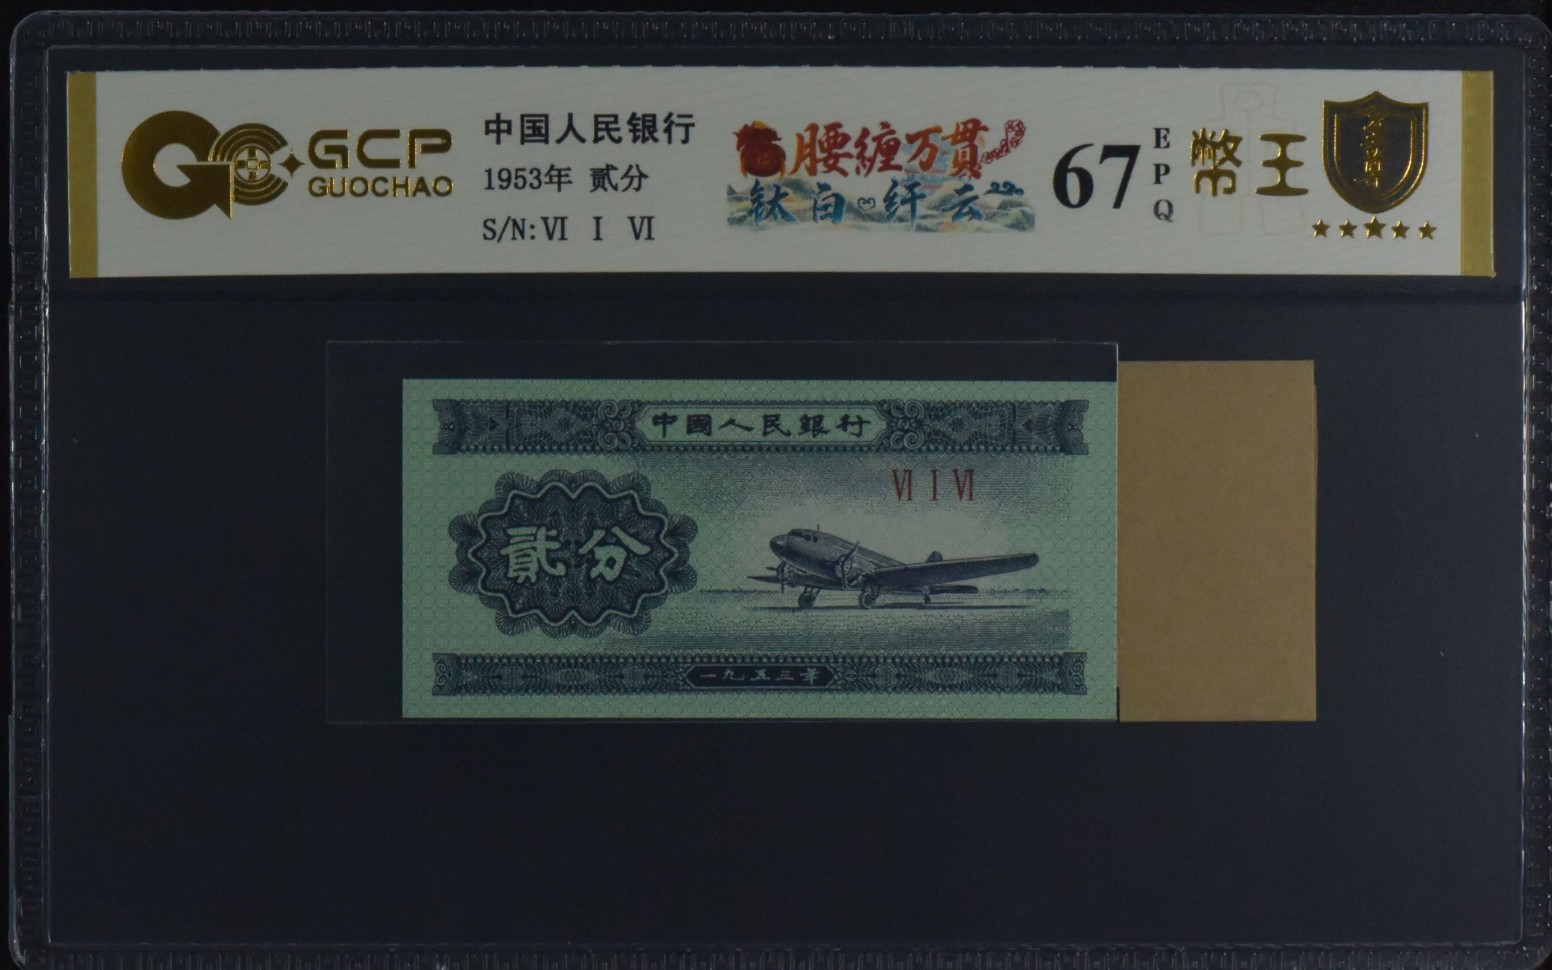 GCP
GUOCHAO
中国人民银行
1953年 贰分
S/N:Ⅵ Ⅰ Ⅵ
腰缠万贯
钛白·纤云
67
EPQ
币王
中國人民銀行
Ⅵ Ⅰ Ⅵ
貳分
一九五三年